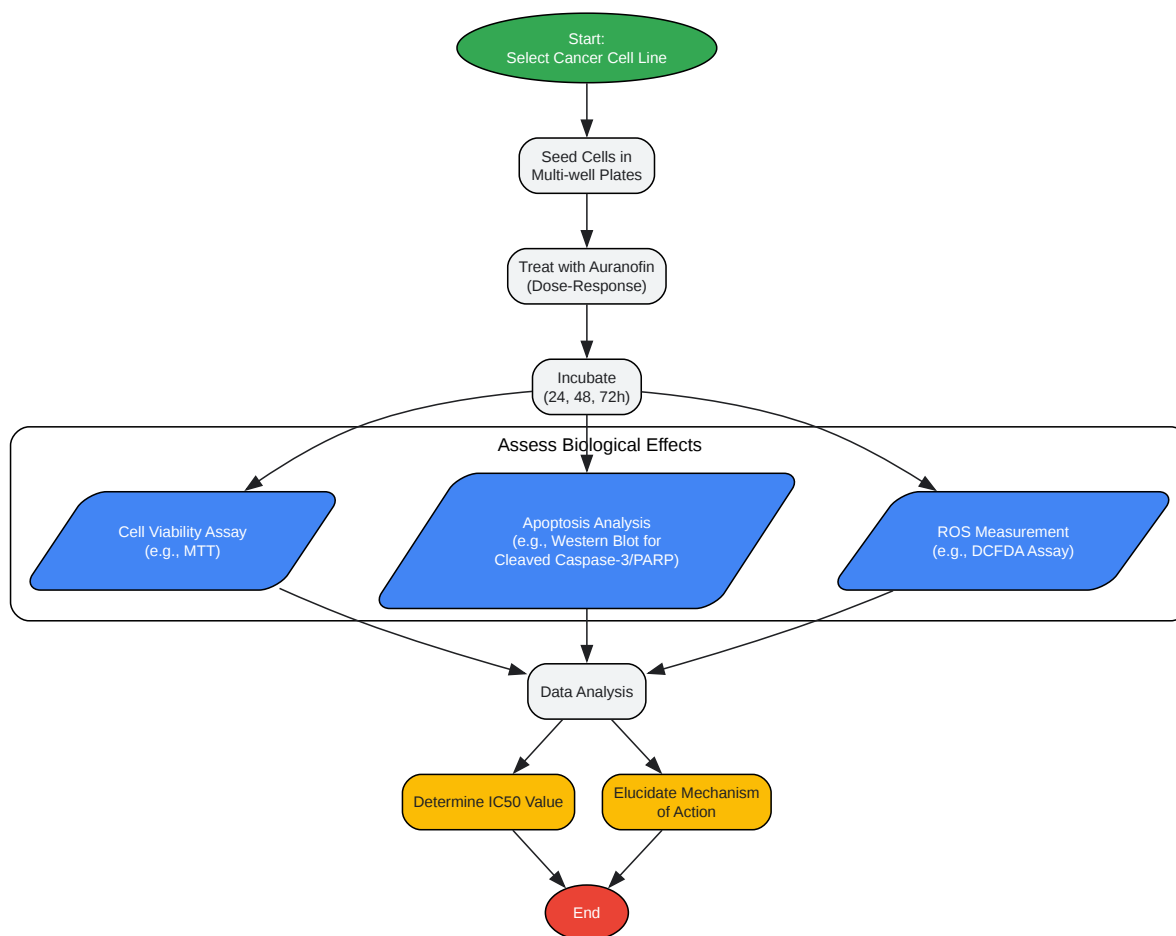 Start:
Select Cancer Cell Line
Seed Cells in
Multi-well Plates
Treat with Auranofin
(Dose-Response)
Incubate
(24, 48, 72h)
Assess Biological Effects
Cell Viability Assay
(e.g., MTT)
Apoptosis Analysis
(e.g., Western Blot for
Cleaved Caspase-3/PARP)
ROS Measurement
(e.g., DCFDA Assay)
Data Analysis
Determine IC50 Value
Elucidate Mechanism
of Action
End